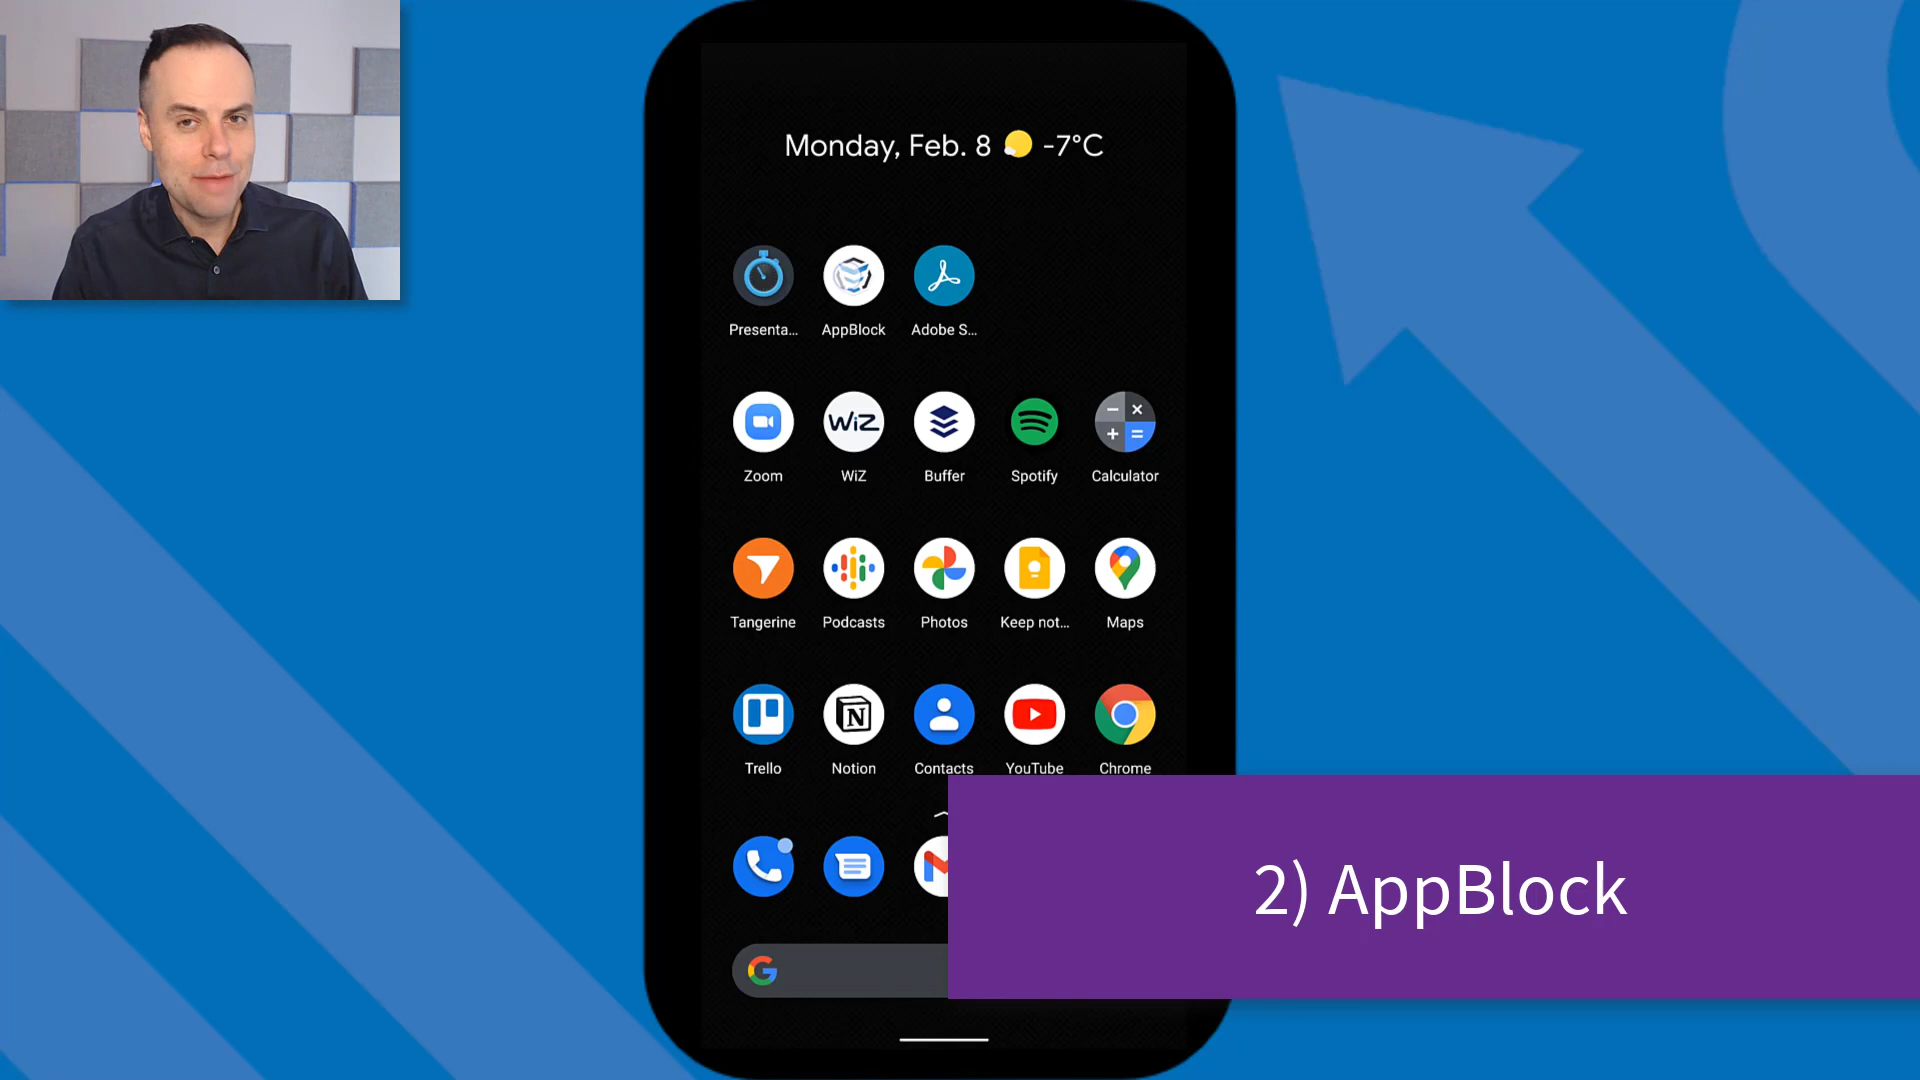 Monday, Feb. 8 -7°C
Presenta... AppBlock Adobe S...
WiZ
Zoom WiZ Buffer Spotify Calculator
Tangerine Podcasts Photos Keep not... Maps
N
Trello Notion Contacts YouTube Chrome
2) AppBlock
G